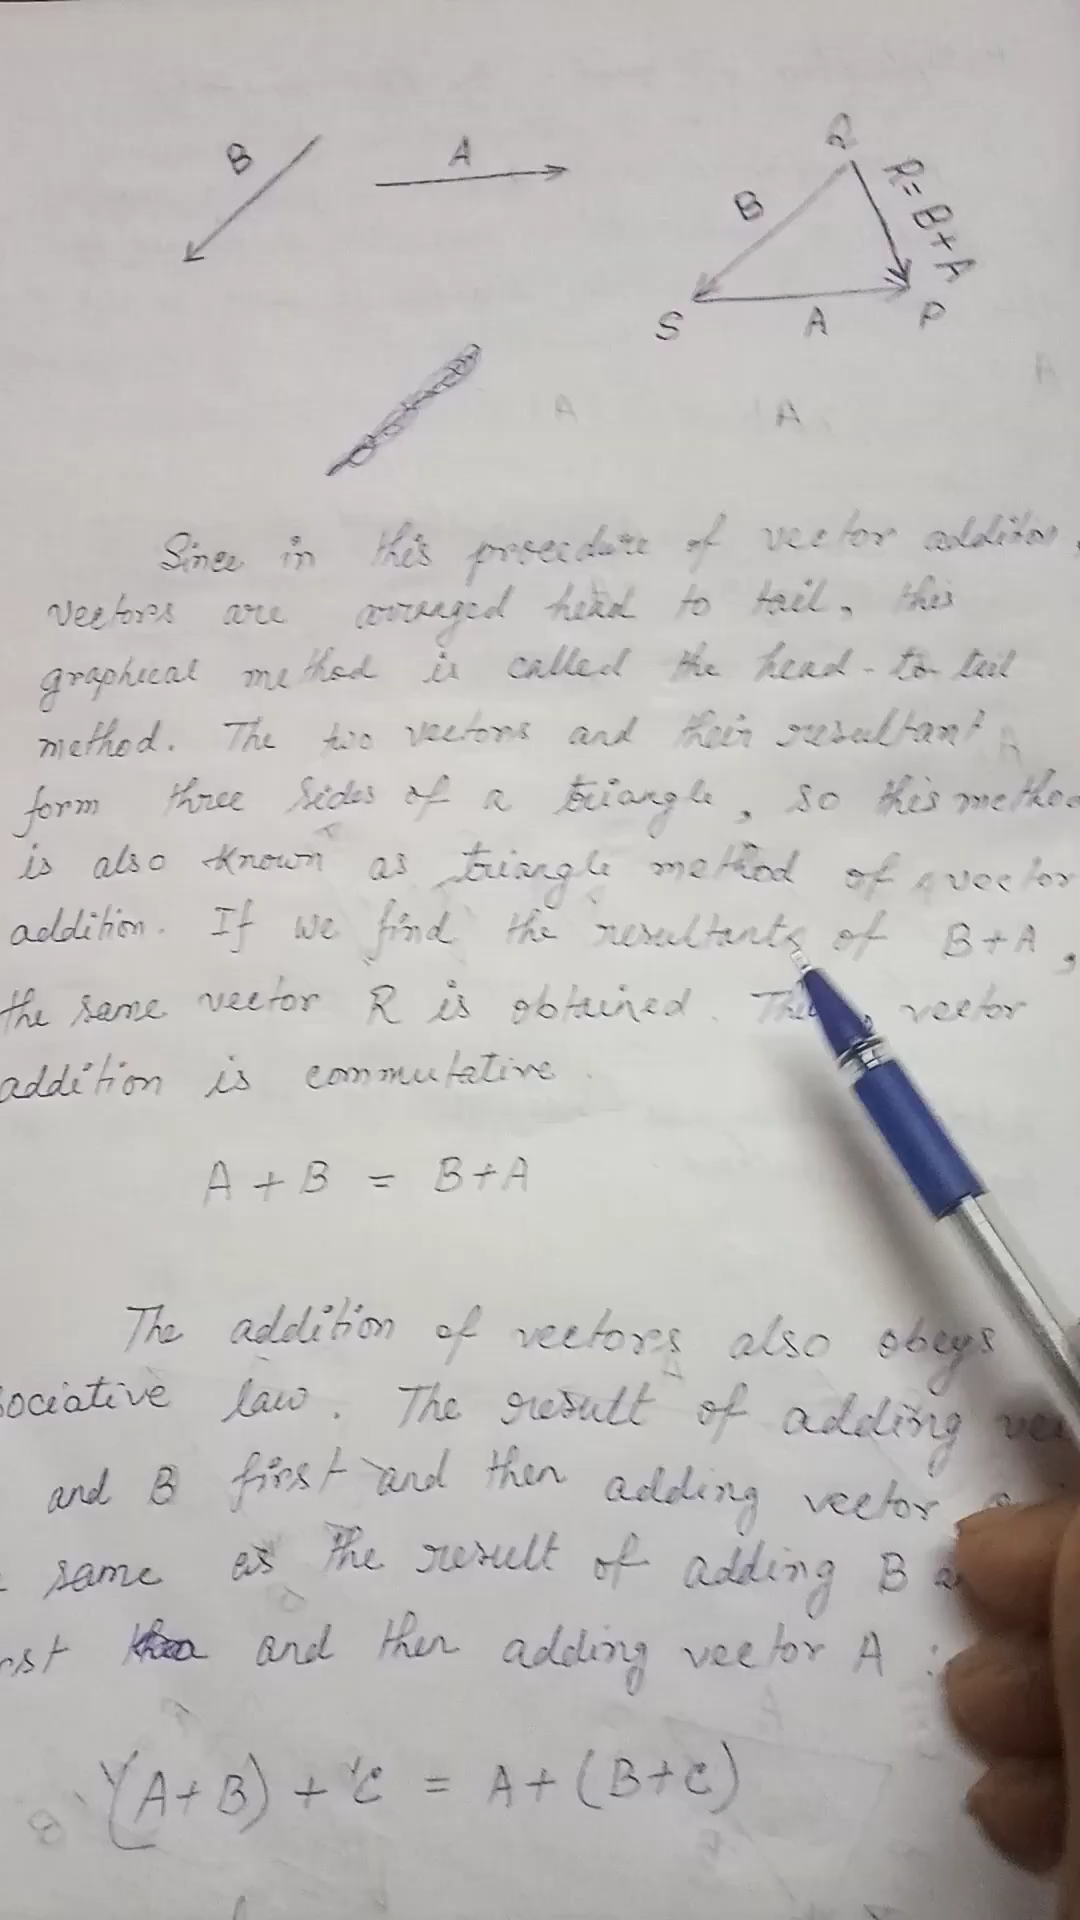 B
A
Q
B
R = B + A
S
A
P
Since in this procedure of vector addition,
vectors are arranged head to tail, this
graphical method is called the head-to-tail
method. The two vectors and their resultant
form three sides of a triangle, so this method
is also known as triangle method of vector
addition. If we find the resultants of B+A,
the same vector R is obtained. vector
addition is commutative.
A + B = B + A
The addition of vectors also obeys
sociative law. The result of adding
and B first and then adding vector
same as the result of adding B
rst and then adding vector A :
(A + B) + C = A + (B + C)